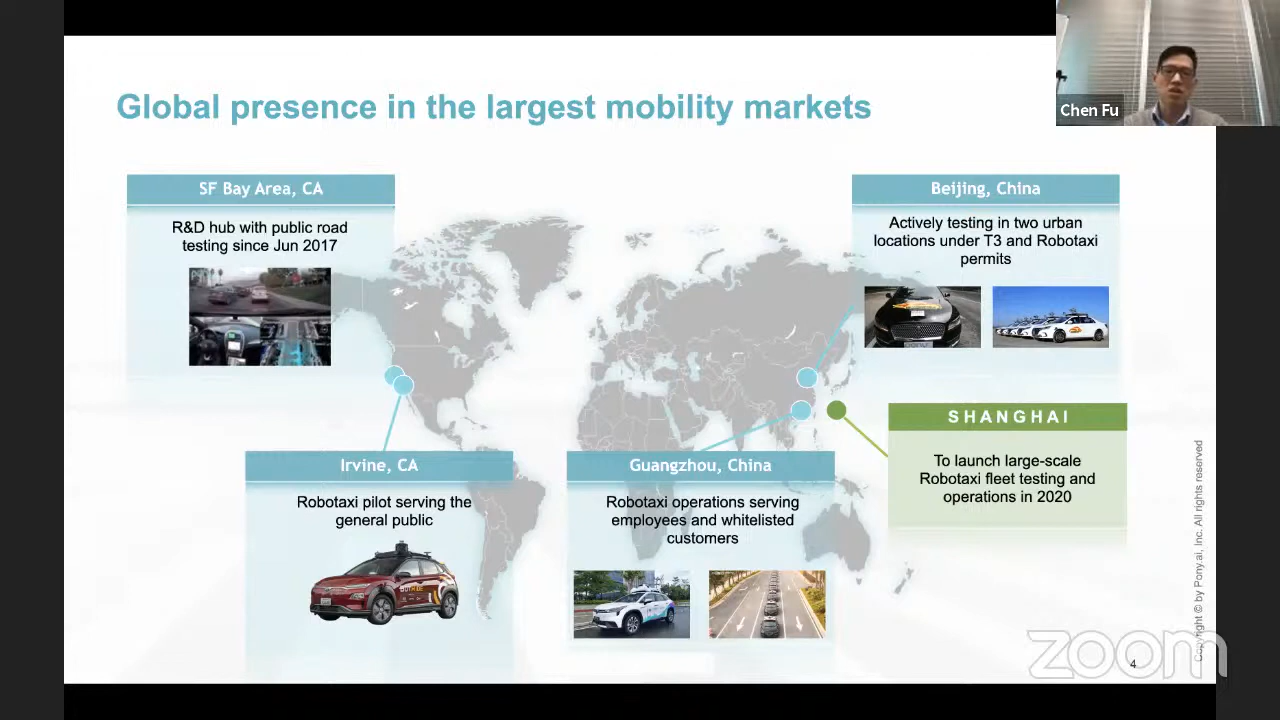 Global presence in the largest mobility markets
Chen Fu
SF Bay Area, CA
R&D hub with public road
testing since Jun 2017
Beijing, China
Actively testing in two urban
locations under T3 and Robotaxi
permits
SHANGHAI
To launch large-scale
Robotaxi fleet testing and
operations in 2020
Irvine, CA
Robotaxi pilot serving the
general public
Guangzhou, China
Robotaxi operations serving
employees and whitelisted
customers
Copyright © by Pony.ai, Inc. All rights reserved
4
zoom